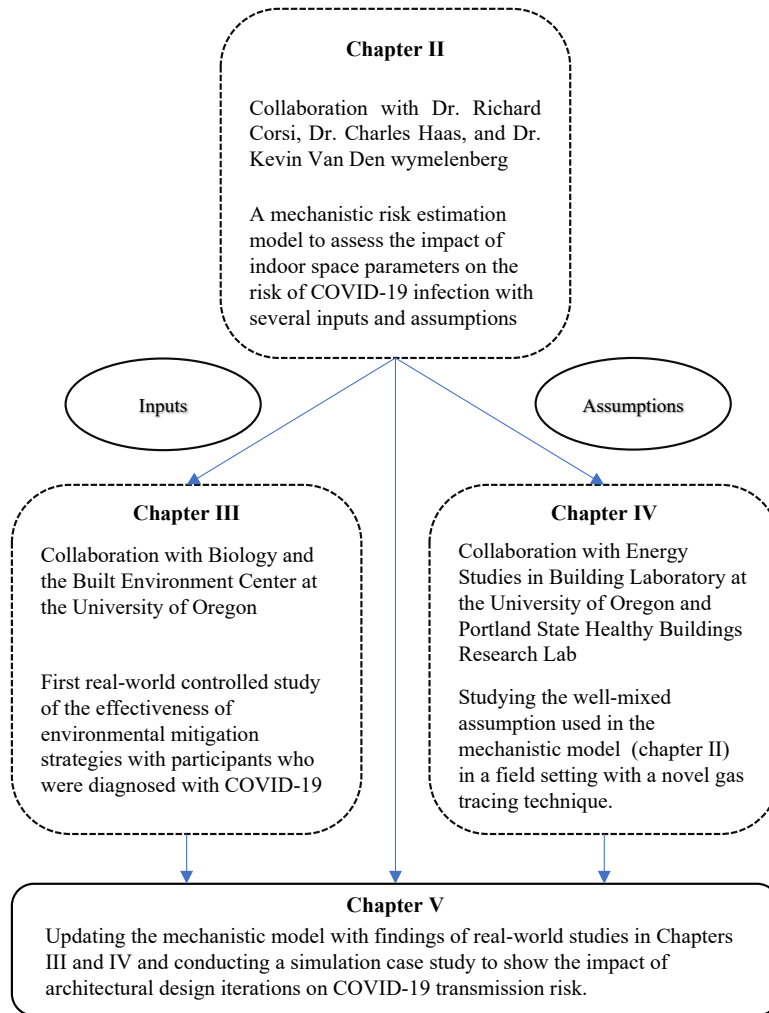 Chapter II
Collaboration with Dr. Richard
Corsi, Dr. Charles Haas, and Dr.
Kevin Van Den wymelenberg
A mechanistic risk estimation
model to assess the impact of
indoor space parameters on the
risk of COVID-19 infection with
several inputs and assumptions
Inputs
Assumptions
Chapter III
Collaboration with Biology and
the Built Environment Center at
the University of Oregon
First real-world controlled study
of the effectiveness of
environmental mitigation
strategies with participants who
were diagnosed with COVID-19
Chapter IV
Collaboration with Energy
Studies in Building Laboratory at
the University of Oregon and
Portland State Healthy Buildings
Research Lab
Studying the well-mixed
assumption used in the
mechanistic model (chapter II)
in a field setting with a novel gas
tracing technique.
Chapter V
Updating the mechanistic model with findings of real-world studies in Chapters
III and IV and conducting a simulation case study to show the impact of
architectural design iterations on COVID-19 transmission risk.